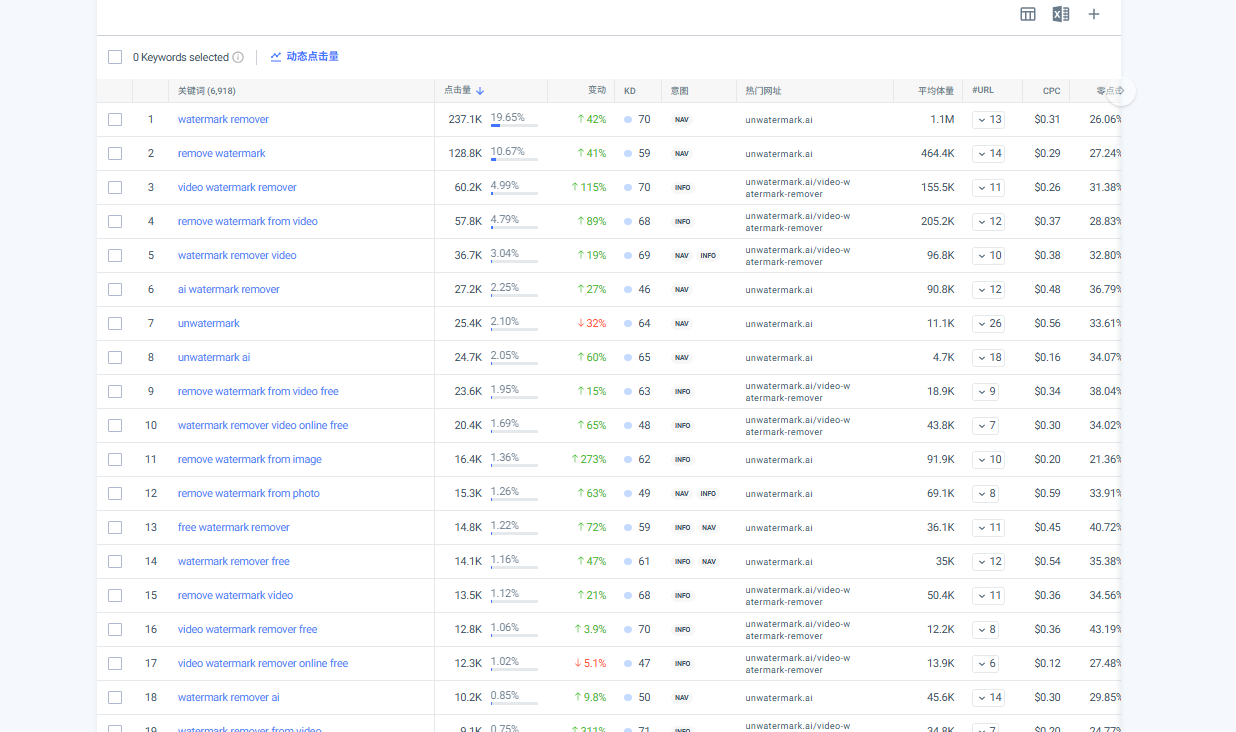 0 Keywords selected 动态点击量
关键词 (6,918) 点击量 变动 KD 意图 热门网址 平均体量 #URL CPC 零点击
1 watermark remover 237.1K 19.65% 42% 70 NAV unwatermark.ai 1.1M 13 $0.31 26.06%
2 remove watermark 128.8K 10.67% 41% 59 NAV unwatermark.ai 464.4K 14 $0.29 27.24%
3 video watermark remover 60.2K 4.99% 115% 70 INFO unwatermark.ai/video-w
atermark-remover 155.5K 11 $0.26 31.38%
4 remove watermark from video 57.8K 4.79% 89% 68 INFO unwatermark.ai/video-w
atermark-remover 205.2K 12 $0.37 28.83%
5 watermark remover video 36.7K 3.04% 19% 69 NAV INFO unwatermark.ai/video-w
atermark-remover 96.8K 10 $0.38 32.80%
6 ai watermark remover 27.2K 2.25% 27% 46 NAV unwatermark.ai 90.8K 12 $0.48 36.79%
7 unwatermark 25.4K 2.10% 32% 64 NAV unwatermark.ai 11.1K 26 $0.56 33.61%
8 unwatermark ai 24.7K 2.05% 60% 65 NAV unwatermark.ai 4.7K 18 $0.16 34.07%
9 remove watermark from video free 23.6K 1.95% 15% 63 INFO unwatermark.ai/video-w
atermark-remover 18.9K 9 $0.34 38.04%
10 watermark remover video online free 20.4K 1.69% 65% 48 INFO unwatermark.ai/video-w
atermark-remover 43.8K 7 $0.30 34.02%
11 remove watermark from image 16.4K 1.36% 273% 62 INFO unwatermark.ai 91.9K 10 $0.20 21.36%
12 remove watermark from photo 15.3K 1.26% 63% 49 NAV INFO unwatermark.ai 69.1K 8 $0.59 33.91%
13 free watermark remover 14.8K 1.22% 72% 59 INFO NAV unwatermark.ai 36.1K 11 $0.45 40.72%
14 watermark remover free 14.1K 1.16% 47% 61 INFO NAV unwatermark.ai 35K 12 $0.54 35.38%
15 remove watermark video 13.5K 1.12% 21% 68 INFO unwatermark.ai/video-w
atermark-remover 50.4K 11 $0.36 34.56%
16 video watermark remover free 12.8K 1.06% 3.9% 70 INFO unwatermark.ai/video-w
atermark-remover 12.2K 8 $0.36 43.19%
17 video watermark remover online free 12.3K 1.02% 5.1% 47 INFO unwatermark.ai/video-w
atermark-remover 13.9K 6 $0.12 27.48%
18 watermark remover ai 10.2K 0.85% 9.8% 50 NAV unwatermark.ai 45.6K 14 $0.30 29.85%
19 watermark remover from video 9.1K 0.75% 311% 71 INFO unwatermark.ai/video-w
34.8K 7 $0.20 24.77%